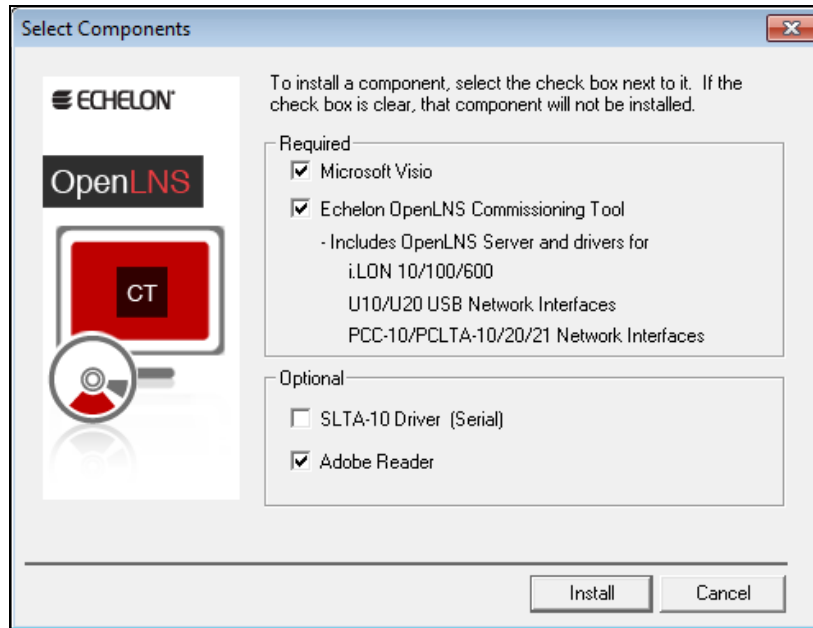 Select Components
ECHELON
OpenLNS
CT
To install a component, select the check box next to it. If the
check box is clear, that component will not be installed.
Required
Microsoft Visio
Echelon OpenLNS Commissioning Tool
- Includes OpenLNS Server and drivers for
i.LON 10/100/600
U10/U20 USB Network Interfaces
PCC-10/PCLTA-10/20/21 Network Interfaces
Optional
SLTA-10 Driver (Serial)
Adobe Reader
Install
Cancel